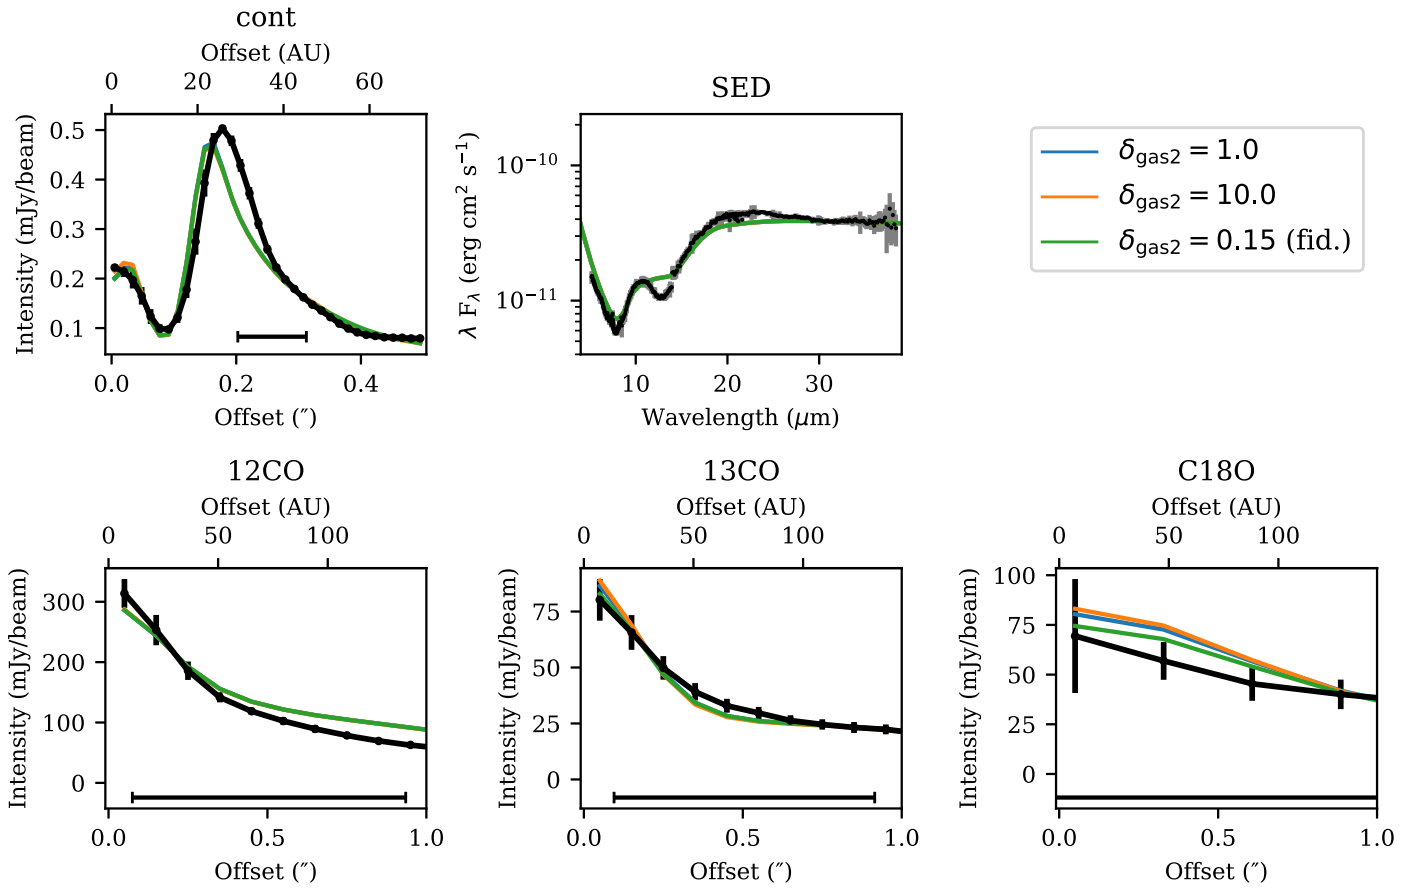 cont
Offset (AU)
0 20 40 60
Intensity (mJy/beam)
0.5
0.4
0.3
0.2
0.1
0.0 0.2 0.4
Offset (″)
SED
λ Fλ (erg cm² s⁻¹)
10⁻¹⁰
10⁻¹¹
10 20 30
Wavelength (μm)
δgas2 = 1.0
δgas2 = 10.0
δgas2 = 0.15 (fid.)
12CO
Offset (AU)
0 50 100
Intensity (mJy/beam)
300
200
100
0
0.0 0.5 1.0
Offset (″)
13CO
Offset (AU)
0 50 100
Intensity (mJy/beam)
75
50
25
0
0.0 0.5 1.0
Offset (″)
C18O
Offset (AU)
0 50 100
Intensity (mJy/beam)
100
75
50
25
0
0.0 0.5 1.0
Offset (″)